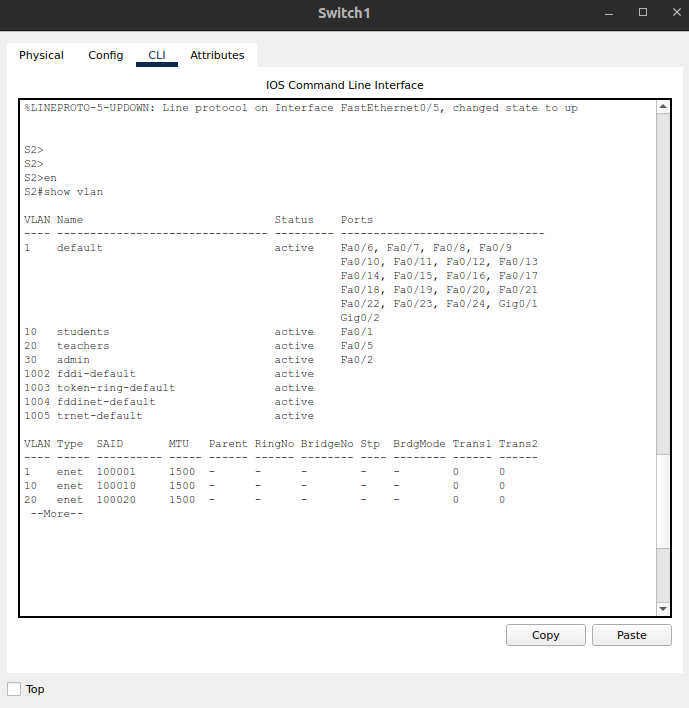 Switch1
Physical Config CLI Attributes
IOS Command Line Interface
%LINEPROTO-5-UPDOWN: Line protocol on Interface FastEthernet0/5, changed state to up
S2>
S2>
S2>en
S2#show vlan
VLAN Name                             Status    Ports
---- -------------------------------- --------- -------------------------------
1    default                          active    Fa0/6, Fa0/7, Fa0/8, Fa0/9
                                                Fa0/10, Fa0/11, Fa0/12, Fa0/13
                                                Fa0/14, Fa0/15, Fa0/16, Fa0/17
                                                Fa0/18, Fa0/19, Fa0/20, Fa0/21
                                                Fa0/22, Fa0/23, Fa0/24, Gig0/1
                                                Gig0/2
10   students                         active    Fa0/1
20   teachers                         active    Fa0/5
30   admin                            active    Fa0/2
1002 fddi-default                     active
1003 token-ring-default               active
1004 fddinet-default                  active
1005 trnet-default                    active
VLAN Type  SAID       MTU   Parent RingNo BridgeNo Stp  BrdgMode Trans1 Trans2
---- ----- ---------- ----- ------ ------ -------- ---- -------- ------ ------
1    enet  100001     1500  -      -      -        -    -        0      0
10   enet  100010     1500  -      -      -        -    -        0      0
20   enet  100020     1500  -      -      -        -    -        0      0
 --More--
Copy Paste
Top